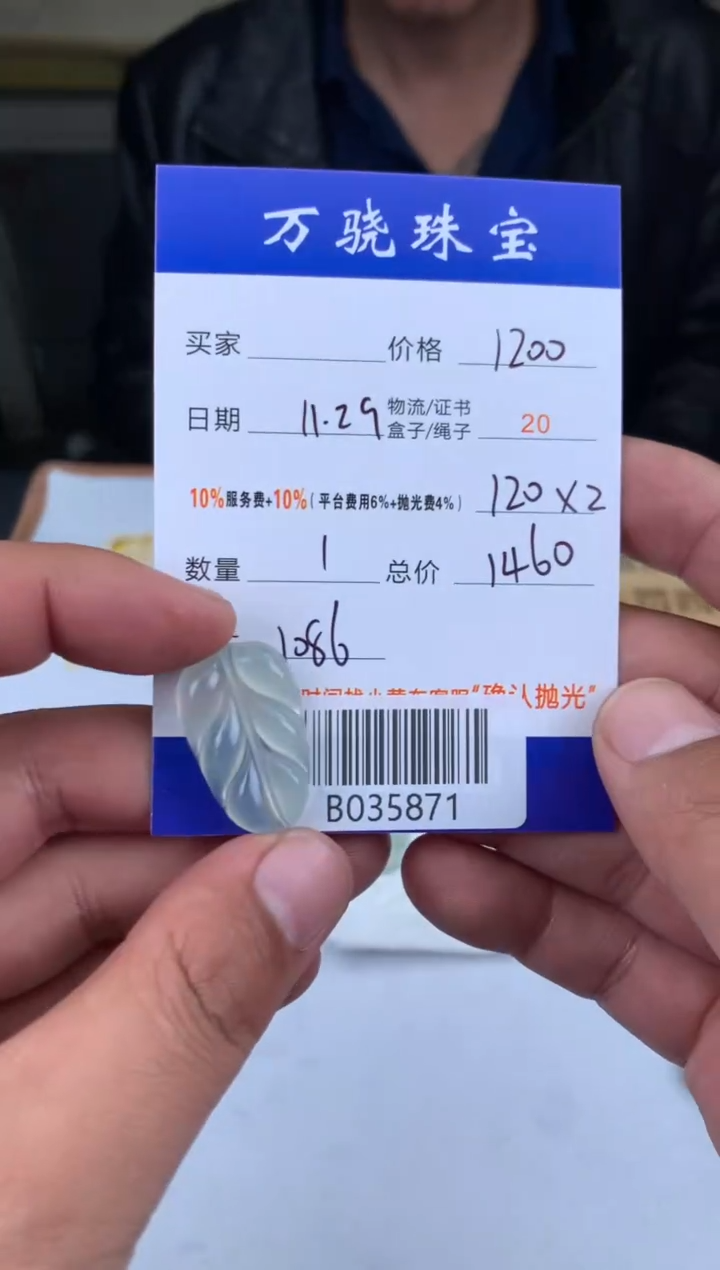 万骁珠宝
买家 价格 1200
日期 11.29 物流/证书 盒子/绳子 20
10%服务费+10%(平台费用6%+抛光费4%) 120×2
数量 1 总价 1460
1086
"确认抛光"
B035871